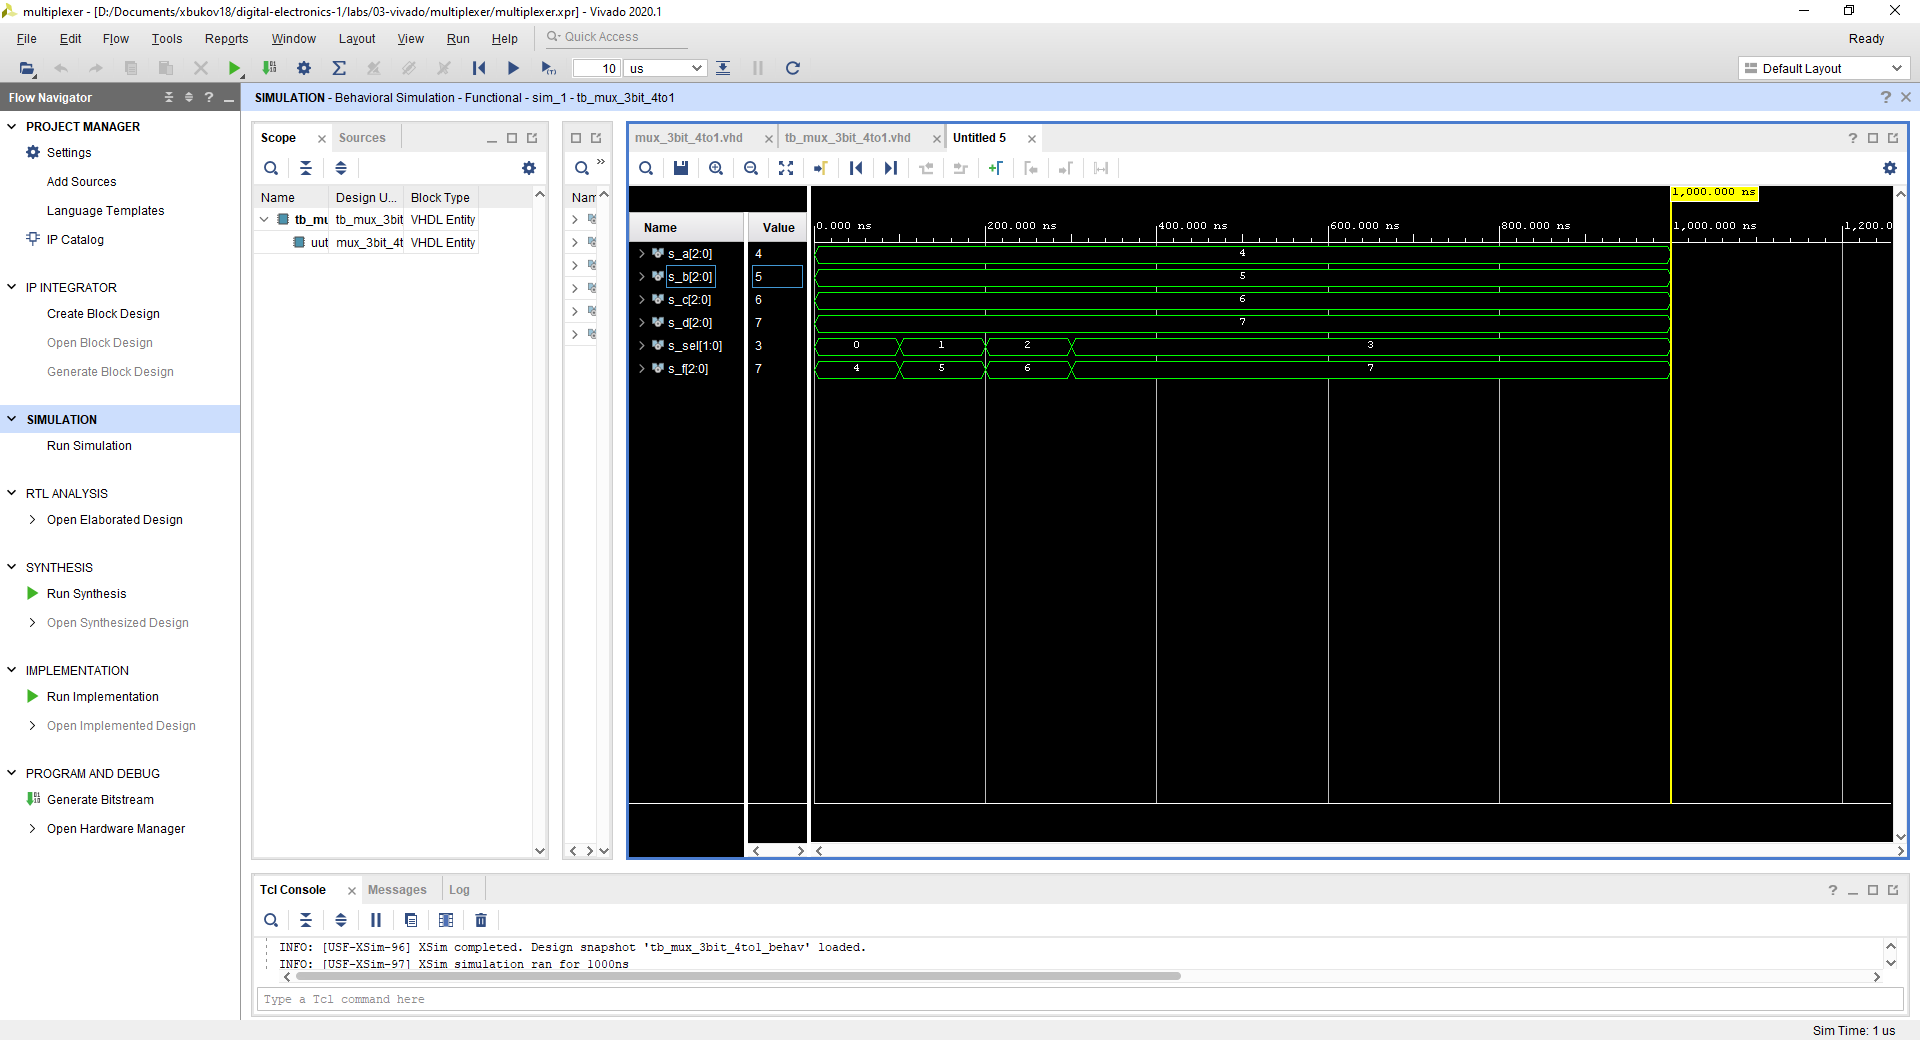 multiplexer - [D:/Documents/xbukov18/digital-electronics-1/labs/03-vivado/multiplexer/multiplexer.xpr] - Vivado 2020.1
File Edit Flow Tools Reports Window Layout View Run Help Quick Access Ready
10 us Default Layout
Flow Navigator
SIMULATION - Behavioral Simulation - Functional - sim_1 - tb_mux_3bit_4to1
PROJECT MANAGER
Settings
Add Sources
Language Templates
IP Catalog
IP INTEGRATOR
Create Block Design
Open Block Design
Generate Block Design
SIMULATION
Run Simulation
RTL ANALYSIS
Open Elaborated Design
SYNTHESIS
Run Synthesis
Open Synthesized Design
IMPLEMENTATION
Run Implementation
Open Implemented Design
PROGRAM AND DEBUG
Generate Bitstream
Open Hardware Manager
Scope Sources
Name Design U... Block Type
tb_mu tb_mux_3bit VHDL Entity
uut mux_3bit_4t VHDL Entity
Nam
mux_3bit_4to1.vhd tb_mux_3bit_4to1.vhd Untitled 5
1,000.000 ns
Name Value 0.000 ns 200.000 ns 400.000 ns 600.000 ns 800.000 ns 1,000.000 ns 1,200.0
s_a[2:0] 4 4
s_b[2:0] 5 5
s_c[2:0] 6 6
s_d[2:0] 7 7
s_sel[1:0] 3 0 1 2 3
s_f[2:0] 7 4 5 6 7
Tcl Console Messages Log
INFO: [USF-XSim-96] XSim completed. Design snapshot 'tb_mux_3bit_4to1_behav' loaded.
INFO: [USF-XSim-97] XSim simulation ran for 1000ns
Type a Tcl command here
Sim Time: 1 us